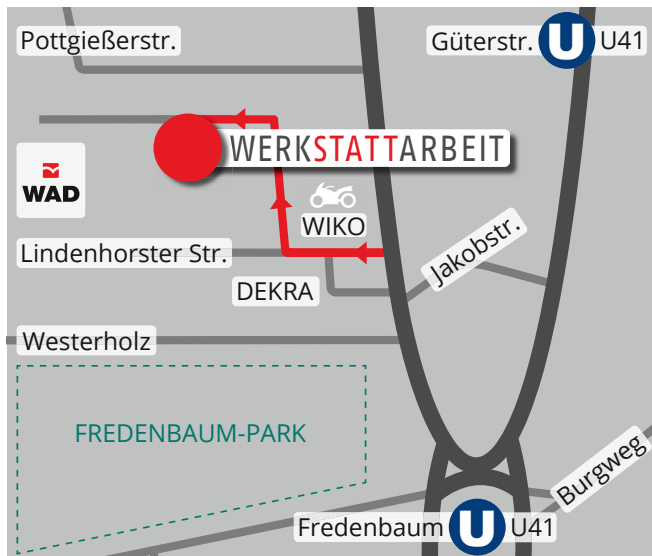 Pottgießerstr.
Güterstr. U U41
WERKSTATTARBEIT
WAD
WIKO
Lindenhorster Str.
Jakobstr.
DEKRA
Westerholz
FREDENBAUM-PARK
Burgweg
Fredenbaum U U41